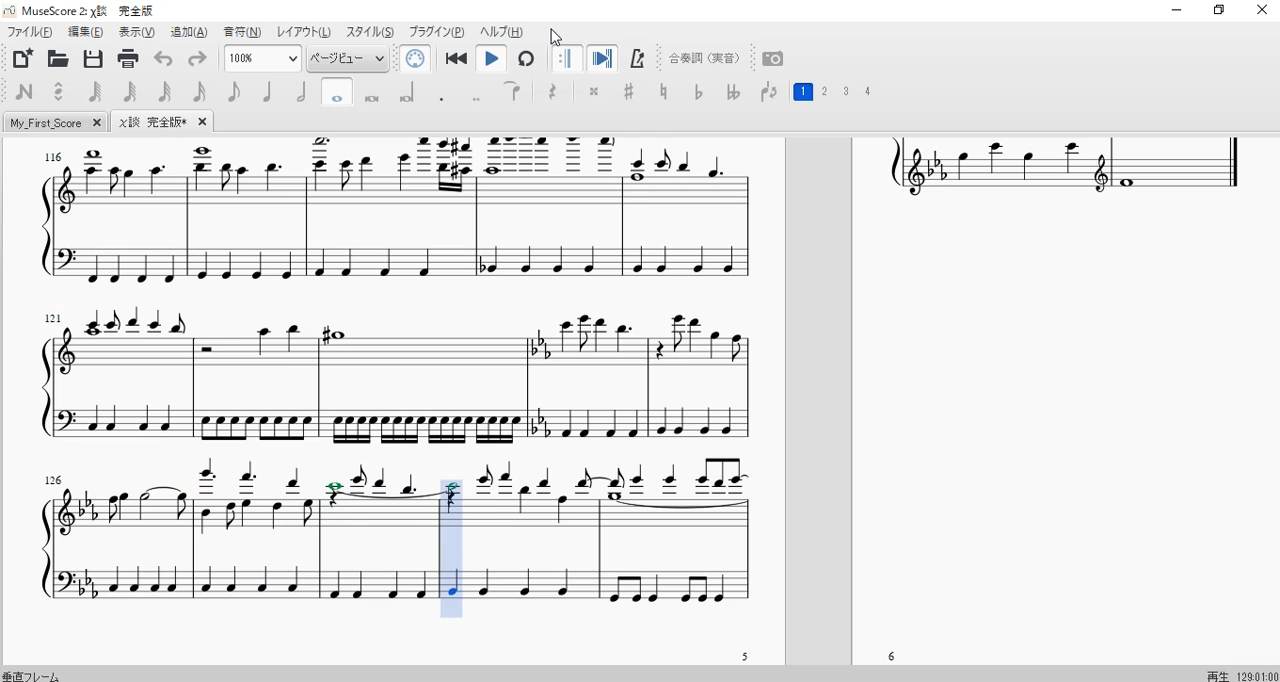 MuseScore 2: χ談　完全版
ファイル(F) 編集(E) 表示(V) 追加(A) 音符(N) レイアウト(L) スタイル(S) プラグイン(P) ヘルプ(H)
100% ページビュー 合奏調（実音）
1 2 3 4
My_First_Score χ談　完全版*
116
121
126
5
6
垂直フレーム 再生 129:01:00